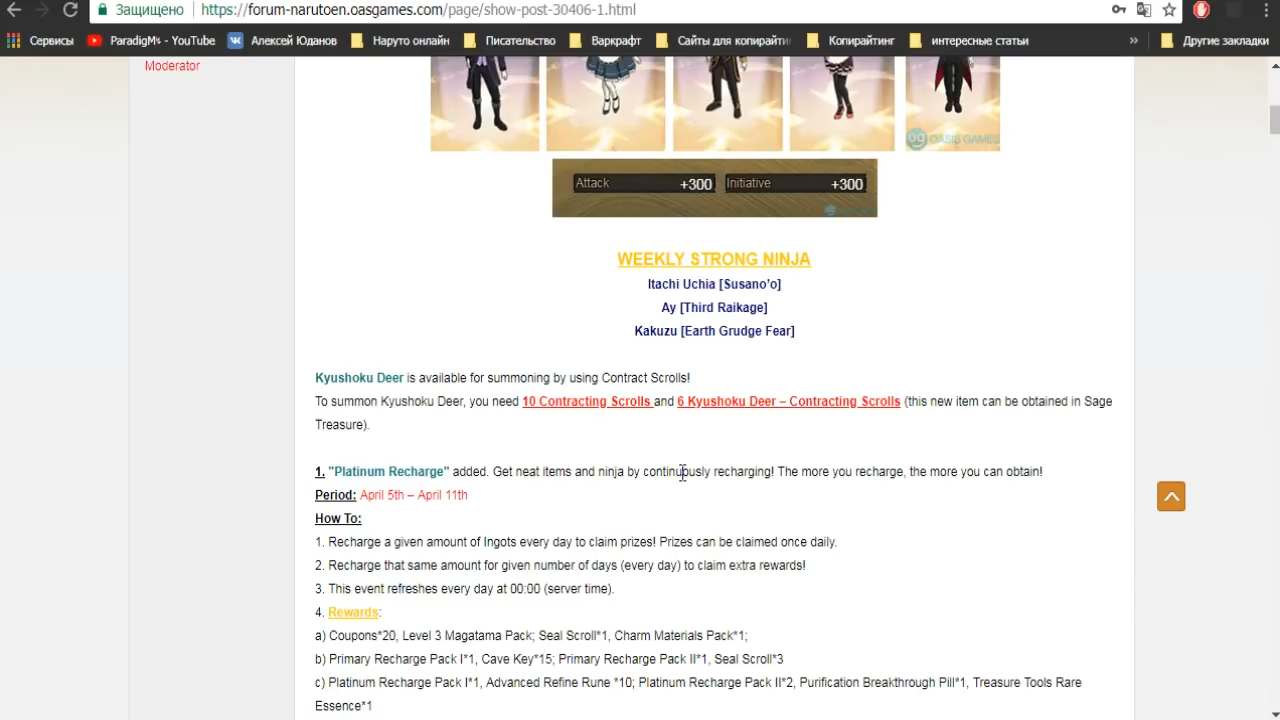 Защищено https://forum-narutoen.oasgames.com/page/show-post-30406-1.html
Сервисы ParadigMъ - YouTube Алексей Юданов Наруто онлайн Писательство Варкрафт Сайты для копирайти Копирайтинг интересные статьи » Другие закладки
Moderator
og OASIS GAMES
Attack +300 Initiative +300
WEEKLY STRONG NINJA
Itachi Uchia [Susano'o]
Ay [Third Raikage]
Kakuzu [Earth Grudge Fear]
Kyushoku Deer is available for summoning by using Contract Scrolls!
To summon Kyushoku Deer, you need 10 Contracting Scrolls and 6 Kyushoku Deer – Contracting Scrolls (this new item can be obtained in Sage
Treasure).
1. "Platinum Recharge" added. Get neat items and ninja by continuously recharging! The more you recharge, the more you can obtain!
Period: April 5th – April 11th
How To:
1. Recharge a given amount of Ingots every day to claim prizes! Prizes can be claimed once daily.
2. Recharge that same amount for given number of days (every day) to claim extra rewards!
3. This event refreshes every day at 00:00 (server time).
4. Rewards:
a) Coupons*20, Level 3 Magatama Pack; Seal Scroll*1, Charm Materials Pack*1;
b) Primary Recharge Pack I*1, Cave Key*15; Primary Recharge Pack II*1, Seal Scroll*3
c) Platinum Recharge Pack I*1, Advanced Refine Rune *10; Platinum Recharge Pack II*2, Purification Breakthrough Pill*1, Treasure Tools Rare
Essence*1